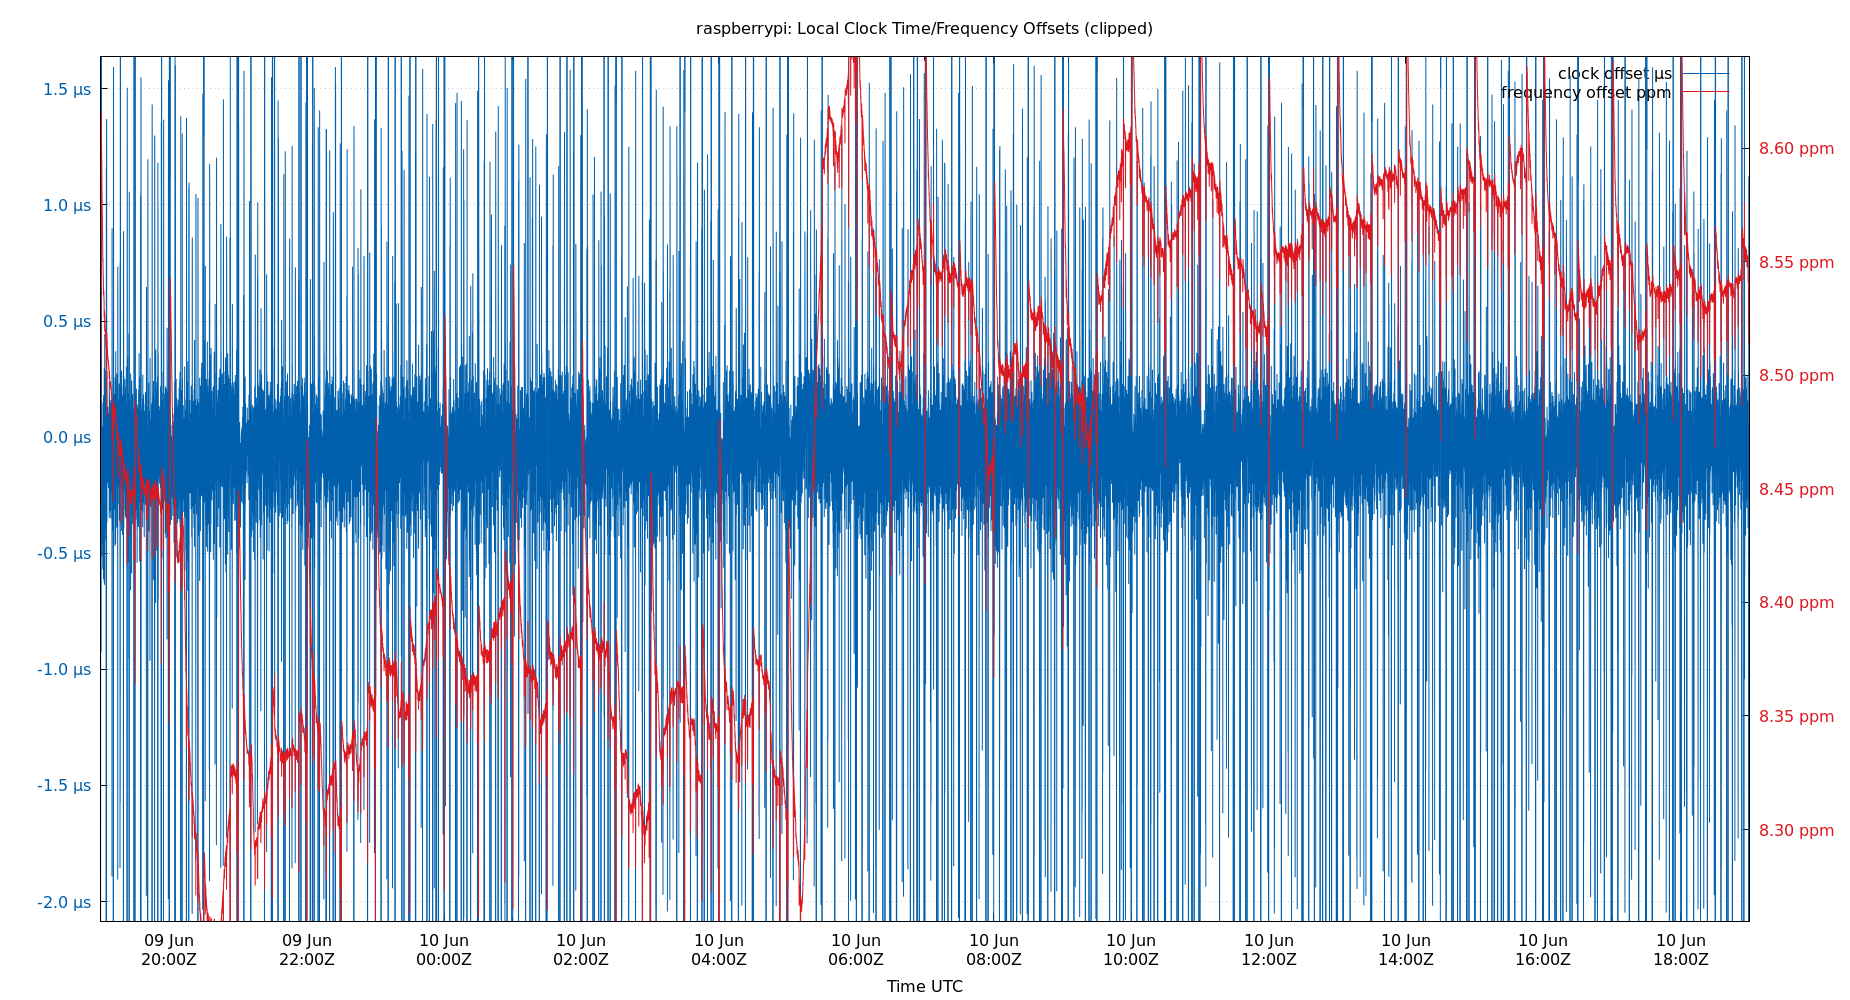 raspberrypi: Local Clock Time/Frequency Offsets (clipped)
clock offset µs
frequency offset ppm
1.5 µs
1.0 µs
0.5 µs
0.0 µs
-0.5 µs
-1.0 µs
-1.5 µs
-2.0 µs
8.60 ppm
8.55 ppm
8.50 ppm
8.45 ppm
8.40 ppm
8.35 ppm
8.30 ppm
09 Jun 20:00Z
09 Jun 22:00Z
10 Jun 00:00Z
10 Jun 02:00Z
10 Jun 04:00Z
10 Jun 06:00Z
10 Jun 08:00Z
10 Jun 10:00Z
10 Jun 12:00Z
10 Jun 14:00Z
10 Jun 16:00Z
10 Jun 18:00Z
Time UTC